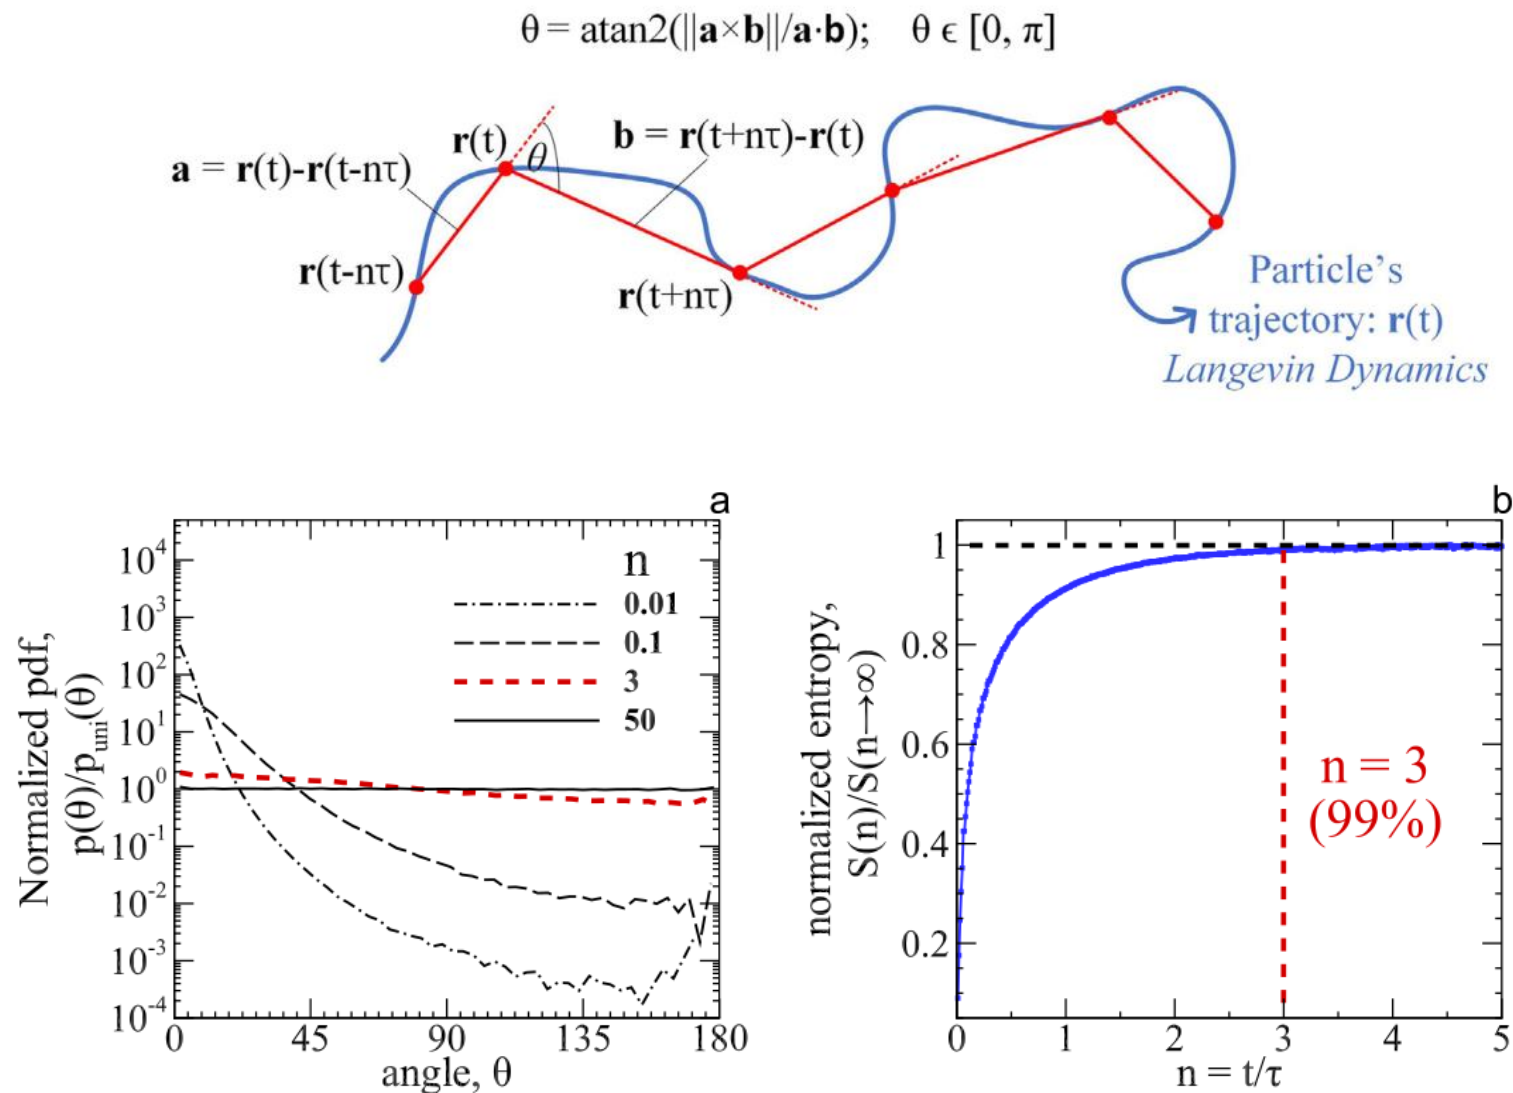 θ = atan2(||a×b||/a·b);    θ ϵ [0, π]
r(t)
θ
b = r(t+nτ)-r(t)
a = r(t)-r(t-nτ)
r(t-nτ)
r(t+nτ)
Particle's
trajectory: r(t)
Langevin Dynamics
a
Normalized pdf,
p(θ)/p_uni(θ)
10^4
10^3
10^2
10^1
10^0
10^-1
10^-2
10^-3
10^-4
n
0.01
0.1
3
50
0 45 90 135 180
angle, θ
b
normalized entropy,
S(n)/S(n→∞)
1
0.8
0.6
0.4
0.2
n = 3
(99%)
0 1 2 3 4 5
n = t/τ